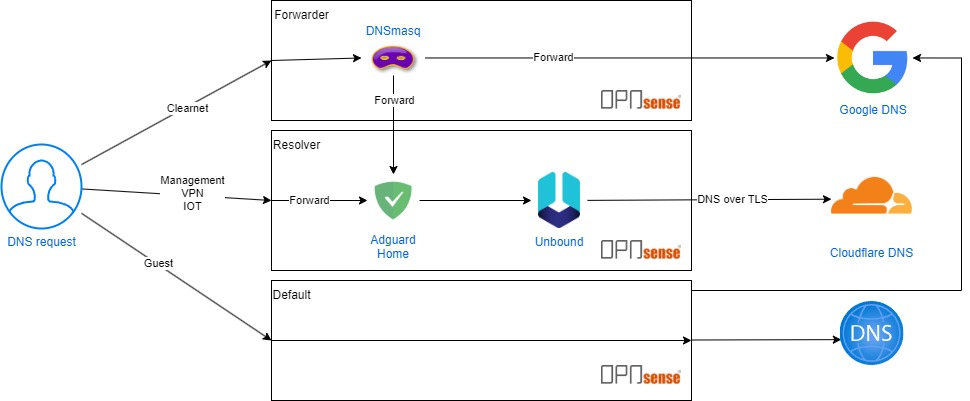 Forwarder
DNSmasq
Forward
Clearnet
Forward
OPNsense
Google DNS
Resolver
Management
VPN
IOT
Forward
DNS over TLS
DNS request
Adguard
Home
Unbound
OPNsense
Cloudflare DNS
Guest
Default
DNS
OPNsense